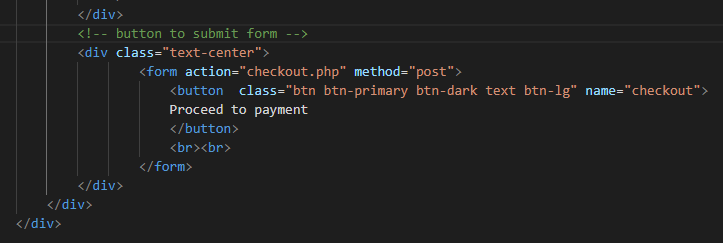 </div>
<!-- button to submit form -->
<div class="text-center">
<form action="checkout.php" method="post">
<button  class="btn btn-primary btn-dark text btn-lg" name="checkout">
Proceed to payment
</button>
<br><br>
</form>
</div>
</div>
</div>